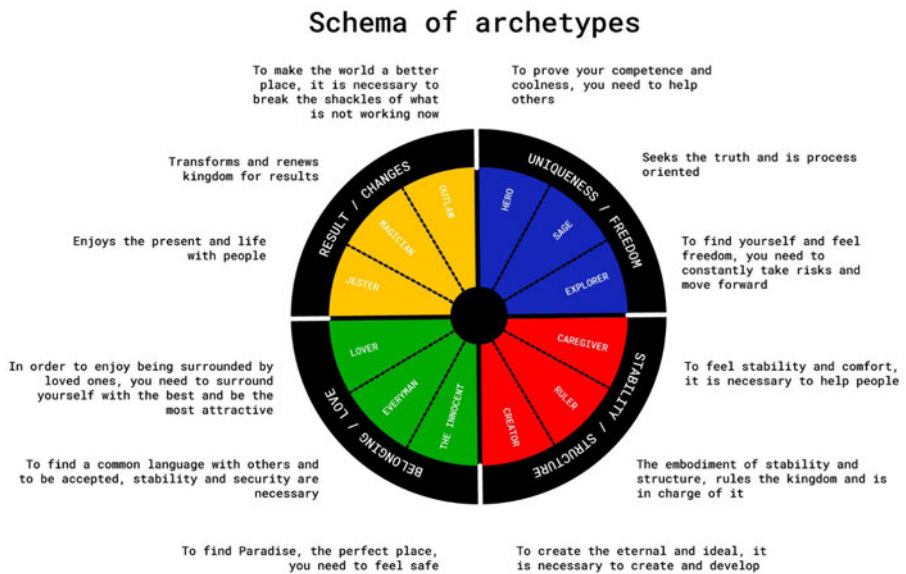 Schema of archetypes
To make the world a better
place, it is necessary to
break the shackles of what
is not working now
To prove your competence and
coolness, you need to help
others
Transforms and renews
kingdom for results
Seeks the truth and is process
oriented
Enjoys the present and life
with people
To find yourself and feel
freedom, you need to
constantly take risks and
move forward
RESULT / CHANGES
UNIQUENESS / FREEDOM
OUTLAW
MAGICIAN
JESTER
HERO
SAGE
EXPLORER
LOVER
EVERYMAN
THE INNOCENT
CAREGIVER
RULER
CREATOR
BELONGING / LOVE
STABILITY / STRUCTURE
In order to enjoy being surrounded by
loved ones, you need to surround
yourself with the best and be the
most attractive
To feel stability and comfort,
it is necessary to help people
To find a common language with others and
to be accepted, stability and security are
necessary
The embodiment of stability and
structure, rules the kingdom and is
in charge of it
To find Paradise, the perfect place,
you need to feel safe
To create the eternal and ideal, it
is necessary to create and develop